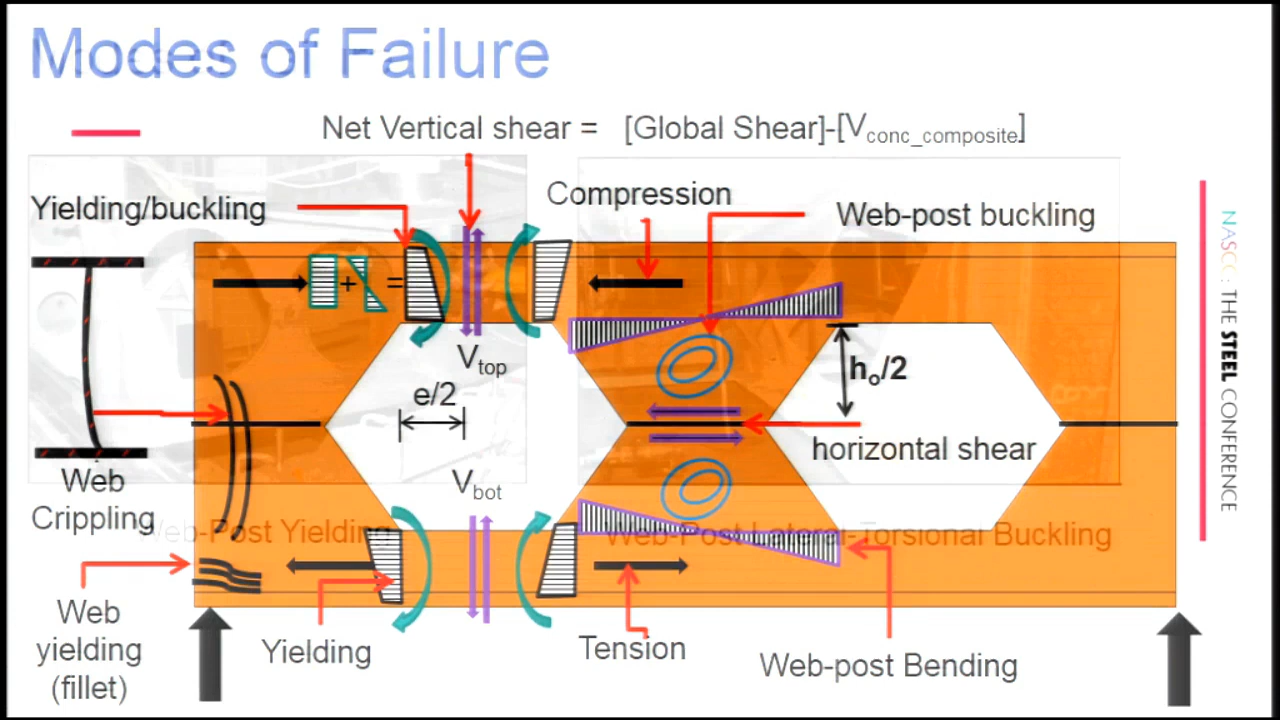 Modes of Failure
Net Vertical shear = [Global Shear]-[Vconc_composite]
Yielding/buckling
Compression
Web-post buckling
+
=
Vtop
e/2
ho/2
horizontal shear
Vbot
Web
Crippling
Web-Post Yielding
Web-Post Lateral-Torsional Buckling
Web
yielding
(fillet)
Yielding
Tension
Web-post Bending
NASCC: THE STEEL CONFERENCE